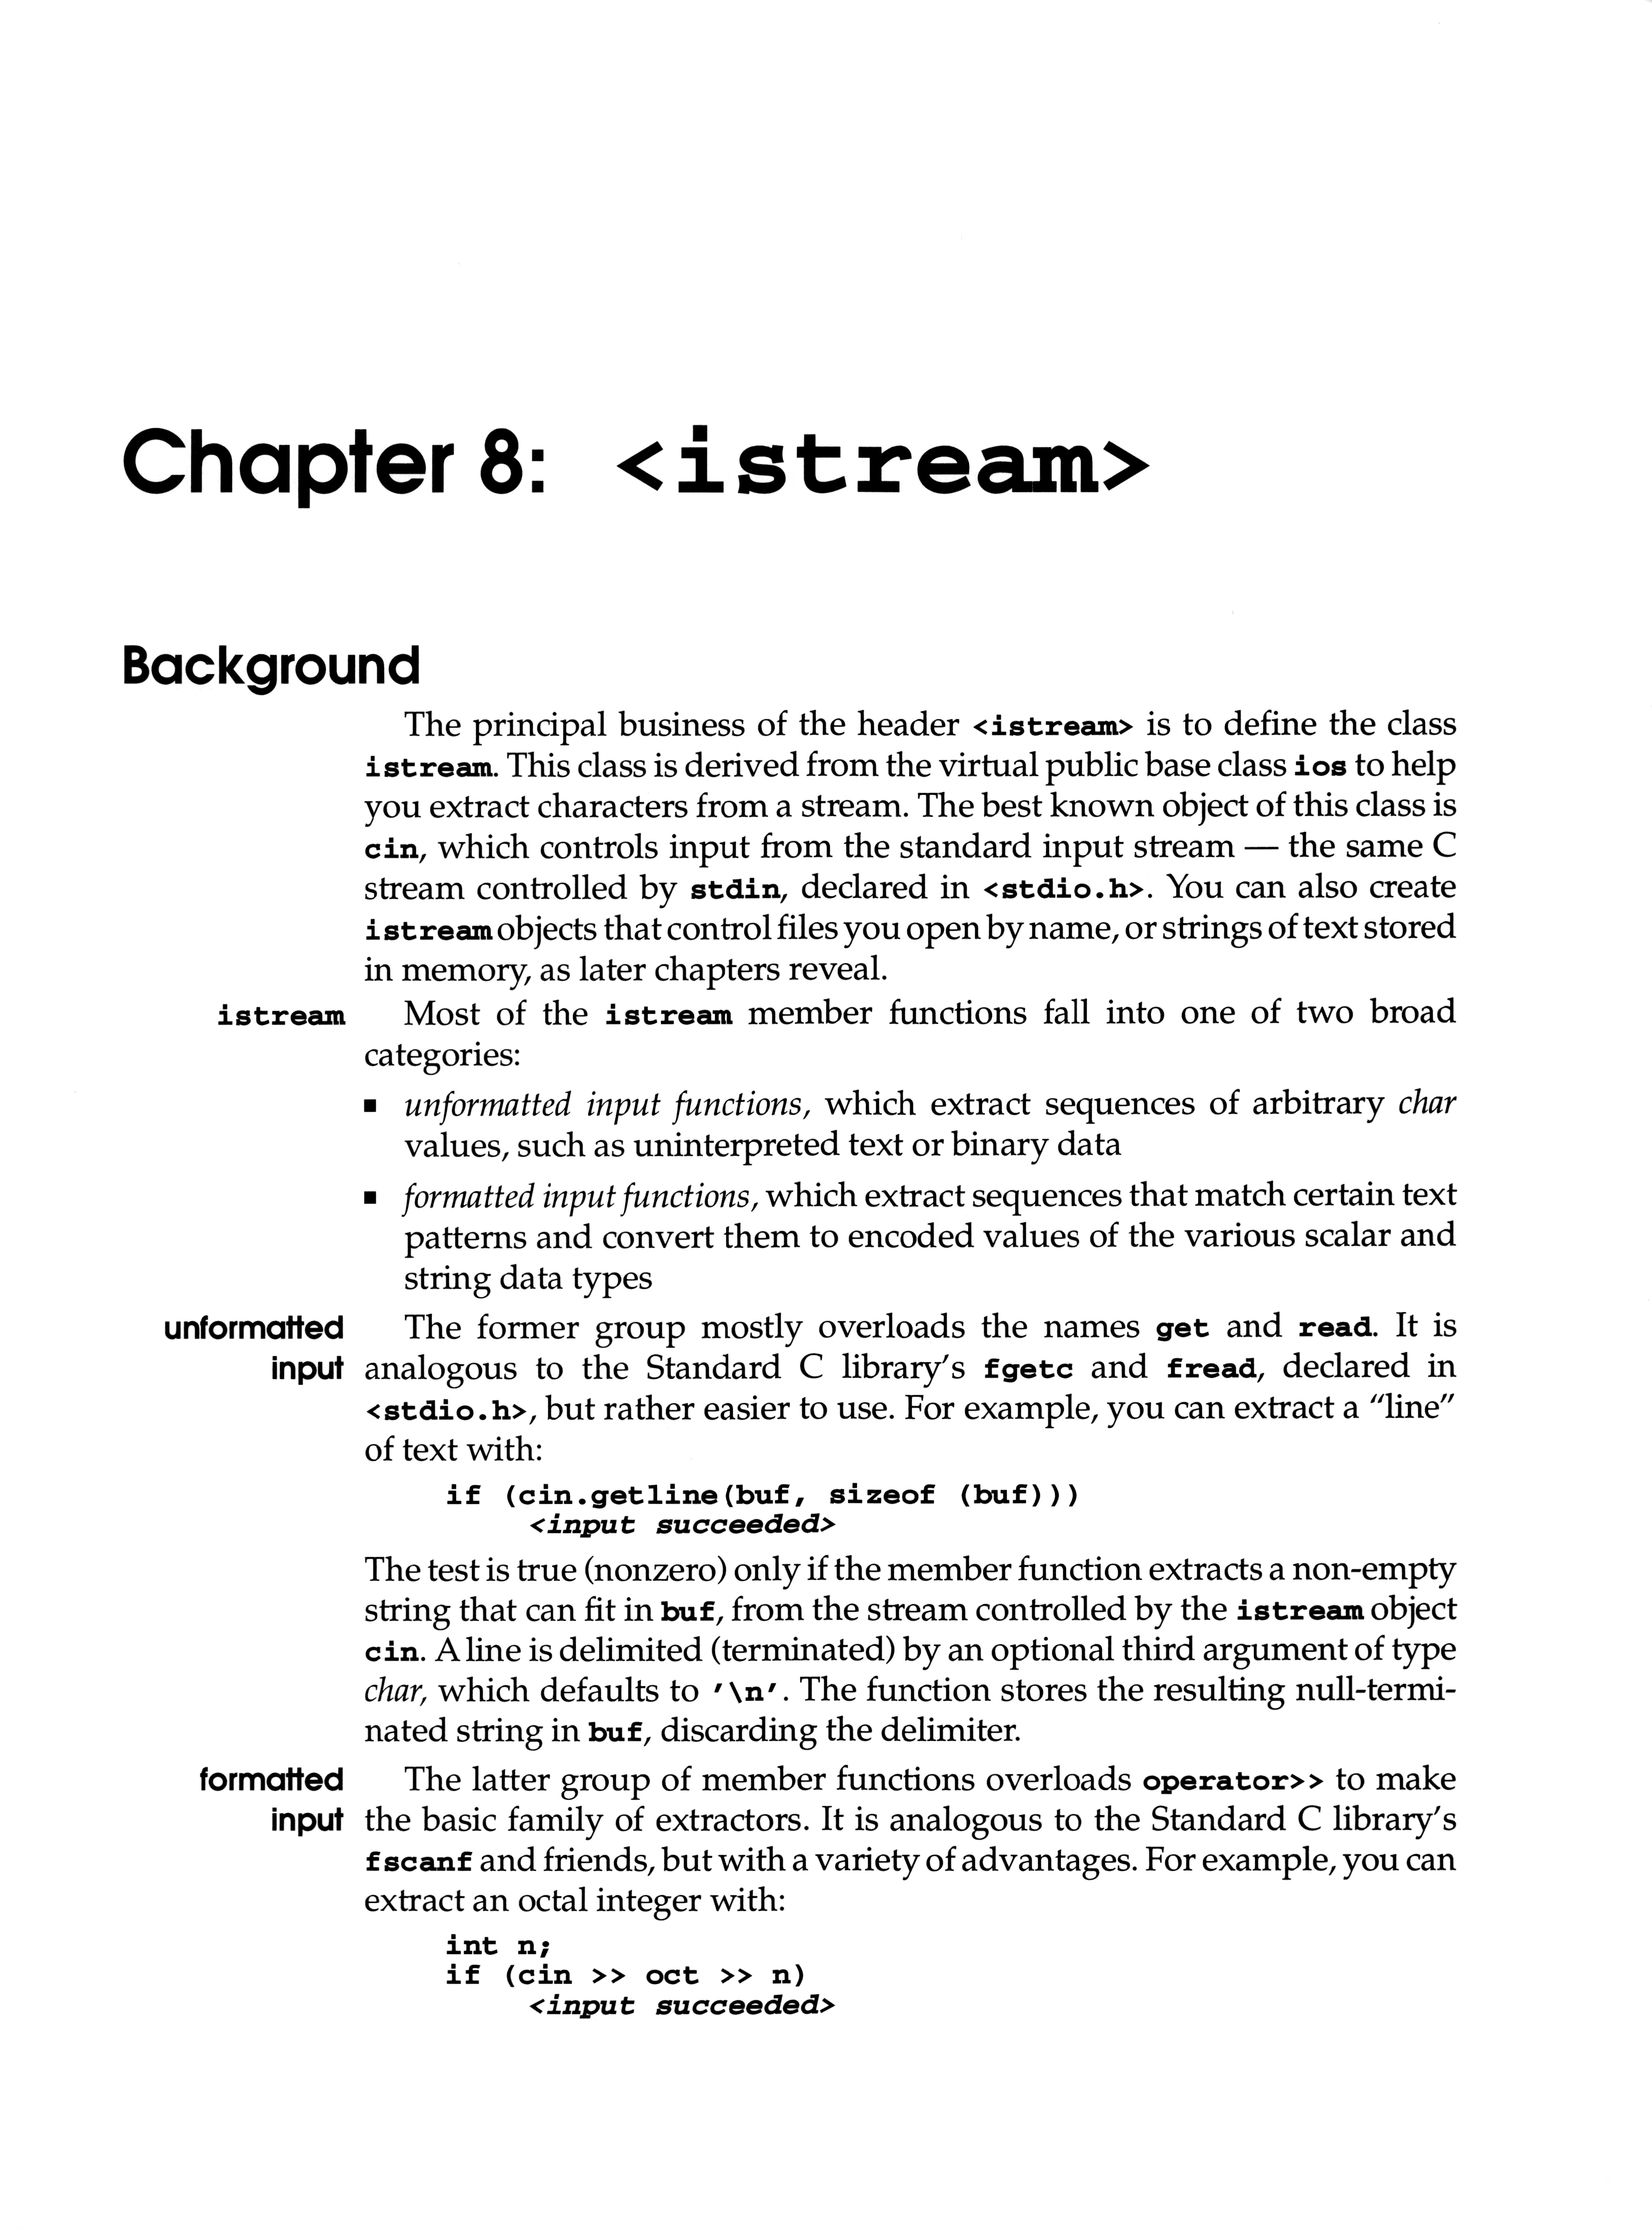 Chapter 8: <istream>
Background
The principal business of the header <istream> is to define the class
istream. This class is derived from the virtual public base class ios to help
you extract characters from a stream. The best known object of this class is
cin, which controls input from the standard input stream — the same C
stream controlled by stdin, declared in <stdio.h>. You can also create
istream objects that control files you open by name, or strings of text stored
in memory, as later chapters reveal.
istream Most of the istream member functions fall into one of two broad
categories:
▪ unformatted input functions, which extract sequences of arbitrary char
values, such as uninterpreted text or binary data
▪ formatted input functions, which extract sequences that match certain text
patterns and convert them to encoded values of the various scalar and
string data types
unformatted The former group mostly overloads the names get and read. It is
input analogous to the Standard C library's fgetc and fread, declared in
<stdio.h>, but rather easier to use. For example, you can extract a "line"
of text with:
if (cin.getline(buf, sizeof (buf)))
<input succeeded>
The test is true (nonzero) only if the member function extracts a non-empty
string that can fit in buf, from the stream controlled by the istream object
cin. A line is delimited (terminated) by an optional third argument of type
char, which defaults to '\n'. The function stores the resulting null-termi-
nated string in buf, discarding the delimiter.
formatted The latter group of member functions overloads operator>> to make
input the basic family of extractors. It is analogous to the Standard C library's
fscanf and friends, but with a variety of advantages. For example, you can
extract an octal integer with:
int n;
if (cin >> oct >> n)
<input succeeded>